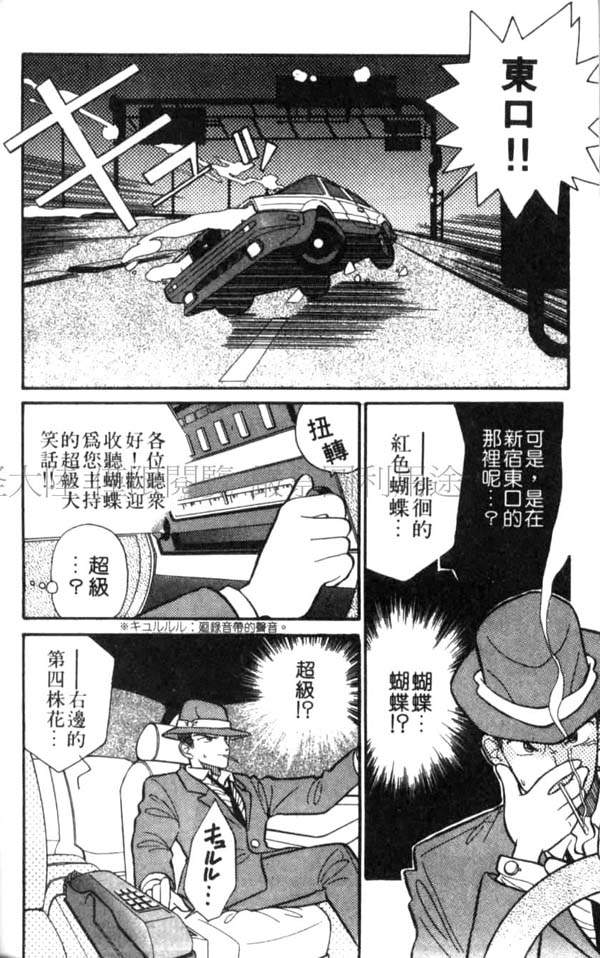 東口!!
可是，是在
新宿東口的
那裡呢…?
——徘徊的
紅色蝴蝶…
蝴蝶…
蝴蝶!?
扭轉
各位聽眾
好！歡迎
收聽蝴蝶
為您主持
的超級大
笑話!!
超級
…?
※キュルルル：迴錄音帶的聲音。
超級!?
——右邊的
第四株花…
キュルル…